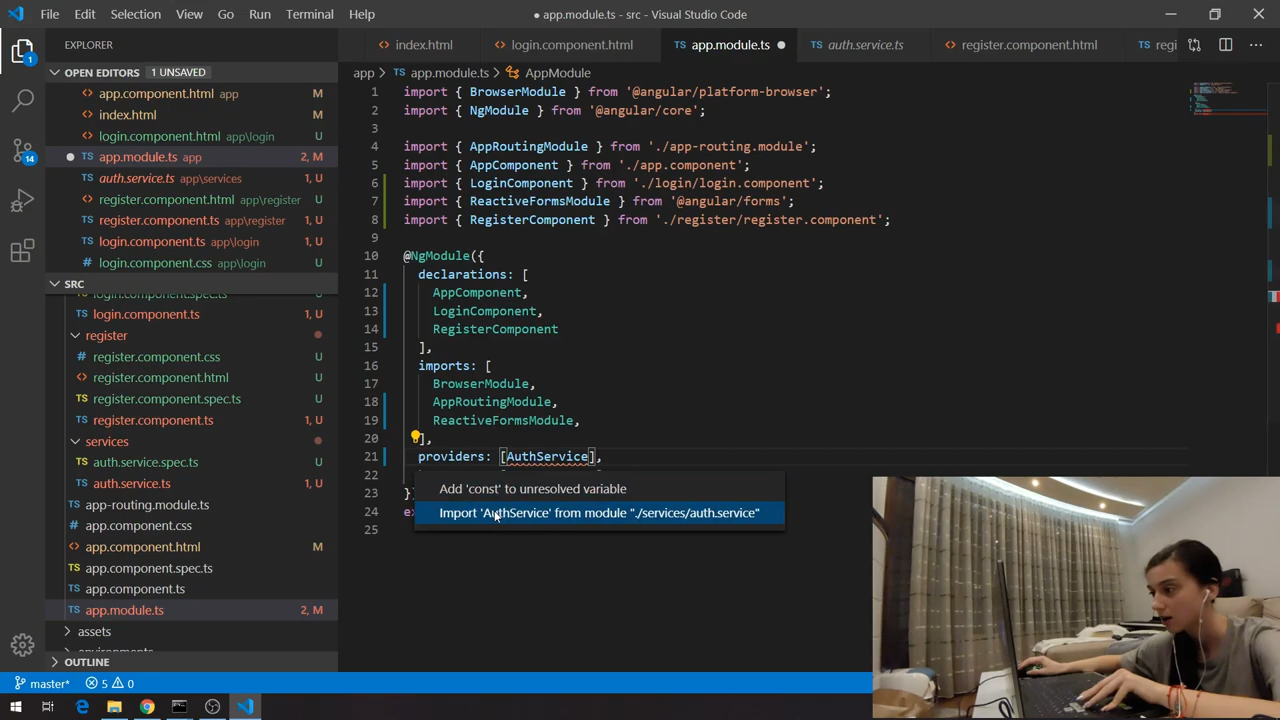 File Edit Selection View Go Run Terminal Help
● app.module.ts - src - Visual Studio Code
EXPLORER
OPEN EDITORS 1 UNSAVED
app.component.html app M
index.html M
login.component.html app\login U
● TS app.module.ts app 2, M
TS auth.service.ts app\services 1, U
register.component.html app\register U
TS register.component.ts app\register 1, U
TS login.component.ts app\login 1, U
# login.component.css app\login U
SRC
login.component.spec.ts U
TS login.component.ts 1, U
register
# register.component.css U
register.component.html U
TS register.component.spec.ts U
TS register.component.ts 1, U
services
TS auth.service.spec.ts U
TS auth.service.ts 1, U
TS app-routing.module.ts
# app.component.css
app.component.html M
TS app.component.spec.ts
TS app.component.ts
TS app.module.ts 2, M
assets
environments
OUTLINE
1
14
index.html login.component.html TS app.module.ts ● TS auth.service.ts register.component.html TS regi
app > TS app.module.ts > AppModule
1 import { BrowserModule } from '@angular/platform-browser';
2 import { NgModule } from '@angular/core';
3
4 import { AppRoutingModule } from './app-routing.module';
5 import { AppComponent } from './app.component';
6 import { LoginComponent } from './login/login.component';
7 import { ReactiveFormsModule } from '@angular/forms';
8 import { RegisterComponent } from './register/register.component';
9
10 @NgModule({
11 declarations: [
12 AppComponent,
13 LoginComponent,
14 RegisterComponent
15 ],
16 imports: [
17 BrowserModule,
18 AppRoutingModule,
19 ReactiveFormsModule,
20 ],
21 providers: [AuthService],
22
23 })
24 e
25
Add 'const' to unresolved variable
Import 'AuthService' from module "./services/auth.service"
master* 5 0